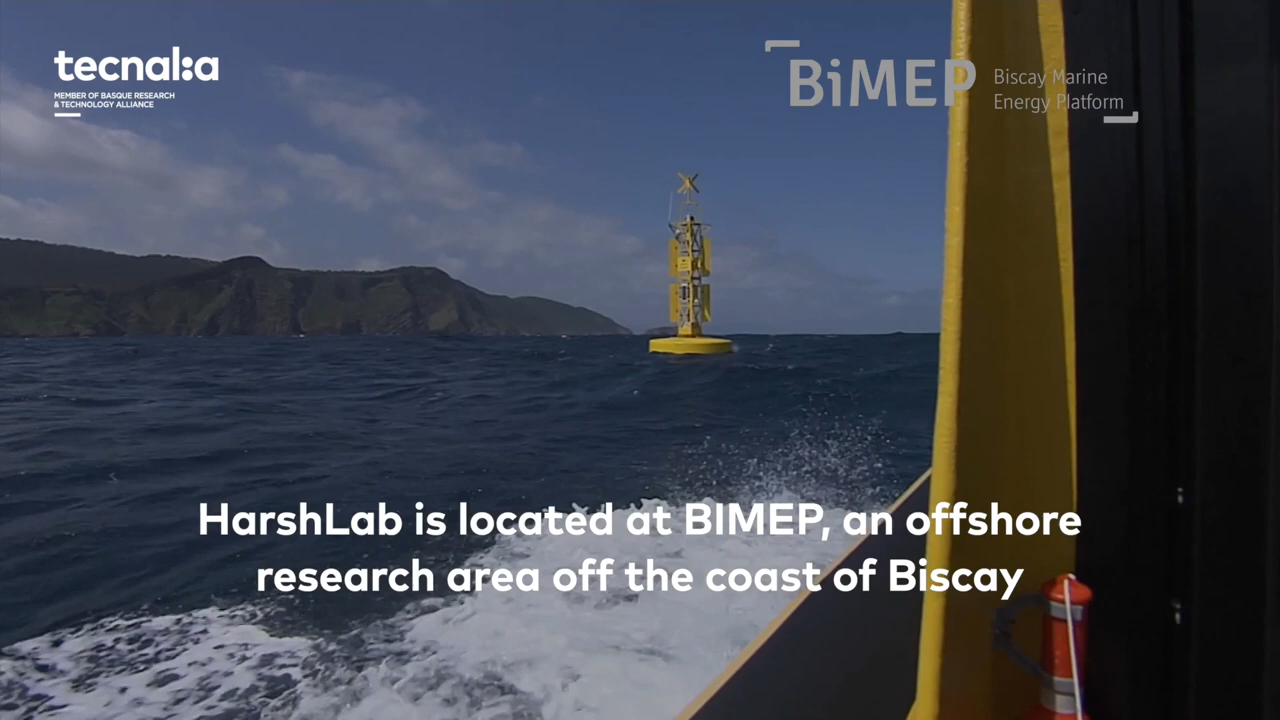 tecnal:a
MEMBER OF BASQUE RESEARCH
& TECHNOLOGY ALLIANCE
BiMEP
Biscay Marine
Energy Platform
HarshLab is located at BIMEP, an offshore
research area off the coast of Biscay